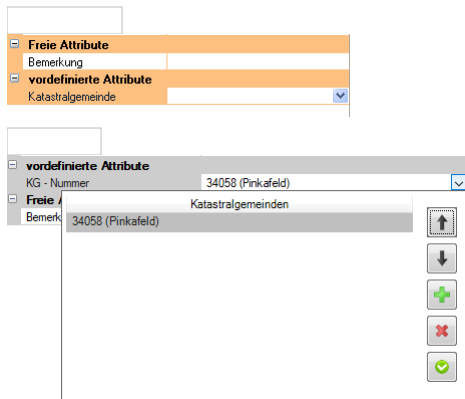 Freie Attribute
Bemerkung
vordefinierte Attribute
Katastralgemeinde
vordefinierte Attribute
KG - Nummer 34058 (Pinkafeld)
Freie A
Katastralgemeinden
Bemerk
34058 (Pinkafeld)